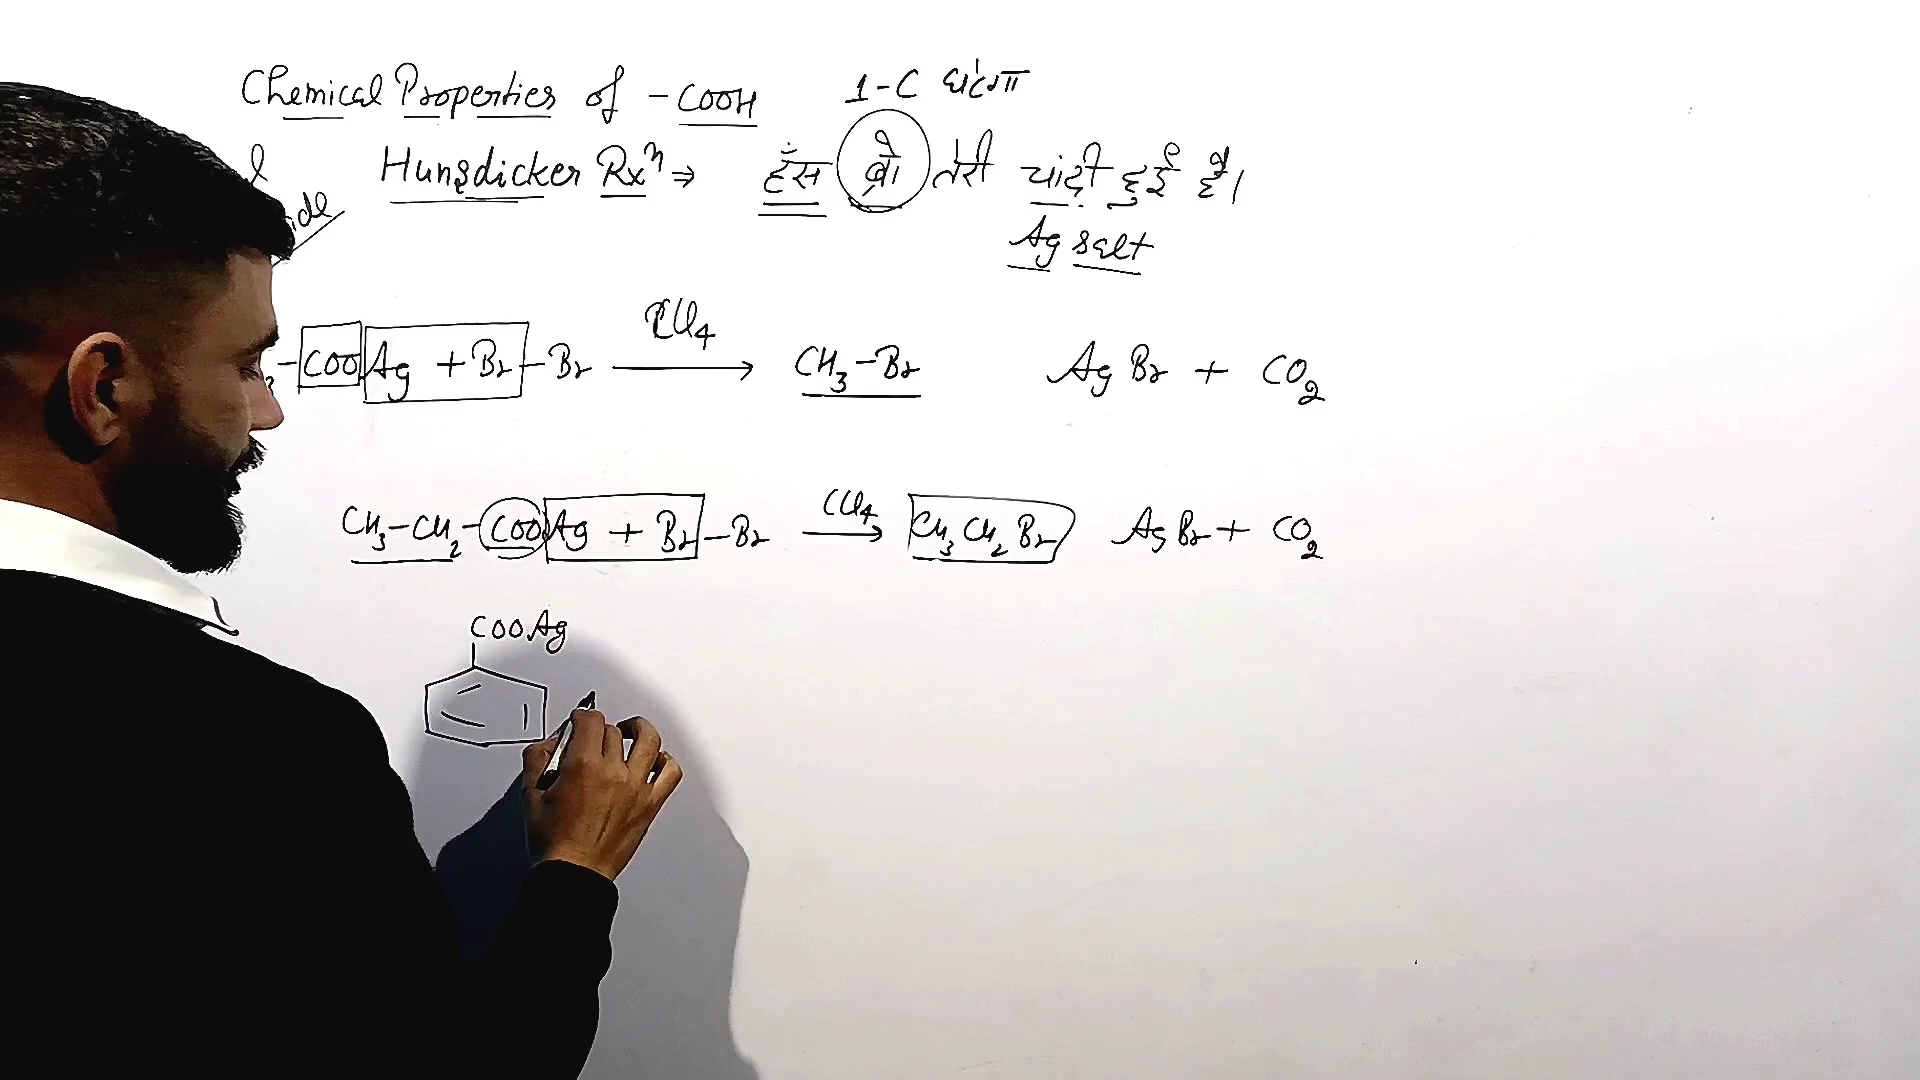 Chemical Properties of -COOH 1-C घटेगा
Hunsdicker Rxⁿ ⇒ हंस ब्रो तेरी चांदी हुई है।
Ag salt
-COOAg + Br-Br CCl₄ → CH₃-Br AgBr + CO₂
CH₃-CH₂-COOAg + Br-Br CCl₄ → CH₃CH₂Br AgBr + CO₂
COOAg